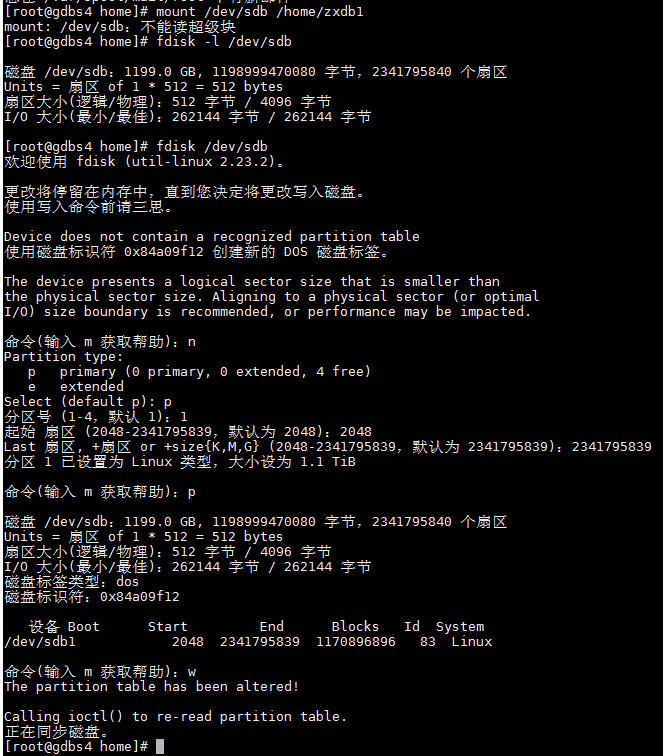 [root@gdbs4 home]# mount /dev/sdb /home/zxdb1
mount: /dev/sdb：不能读超级块
[root@gdbs4 home]# fdisk -l /dev/sdb
磁盘 /dev/sdb：1199.0 GB, 1198999470080 字节，2341795840 个扇区
Units = 扇区 of 1 * 512 = 512 bytes
扇区大小(逻辑/物理)：512 字节 / 4096 字节
I/O 大小(最小/最佳)：262144 字节 / 262144 字节
[root@gdbs4 home]# fdisk /dev/sdb
欢迎使用 fdisk (util-linux 2.23.2)。
更改将停留在内存中，直到您决定将更改写入磁盘。
使用写入命令前请三思。
Device does not contain a recognized partition table
使用磁盘标识符 0x84a09f12 创建新的 DOS 磁盘标签。
The device presents a logical sector size that is smaller than
the physical sector size. Aligning to a physical sector (or optimal
I/O) size boundary is recommended, or performance may be impacted.
命令(输入 m 获取帮助)：n
Partition type:
   p   primary (0 primary, 0 extended, 4 free)
   e   extended
Select (default p): p
分区号 (1-4，默认 1)：1
起始 扇区 (2048-2341795839，默认为 2048)：2048
Last 扇区, +扇区 or +size{K,M,G} (2048-2341795839，默认为 2341795839)：2341795839
分区 1 已设置为 Linux 类型，大小设为 1.1 TiB
命令(输入 m 获取帮助)：p
磁盘 /dev/sdb：1199.0 GB, 1198999470080 字节，2341795840 个扇区
Units = 扇区 of 1 * 512 = 512 bytes
扇区大小(逻辑/物理)：512 字节 / 4096 字节
I/O 大小(最小/最佳)：262144 字节 / 262144 字节
磁盘标签类型：dos
磁盘标识符：0x84a09f12
   设备 Boot      Start         End      Blocks   Id  System
/dev/sdb1            2048  2341795839  1170896896   83  Linux
命令(输入 m 获取帮助)：w
The partition table has been altered!
Calling ioctl() to re-read partition table.
正在同步磁盘。
[root@gdbs4 home]#